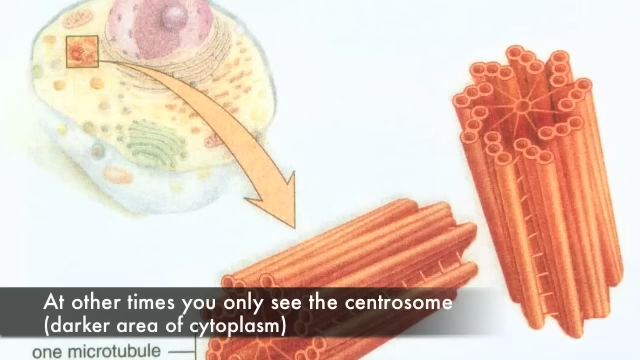 At other times you only see the centrosome
(darker area of cytoplasm)
one microtubule